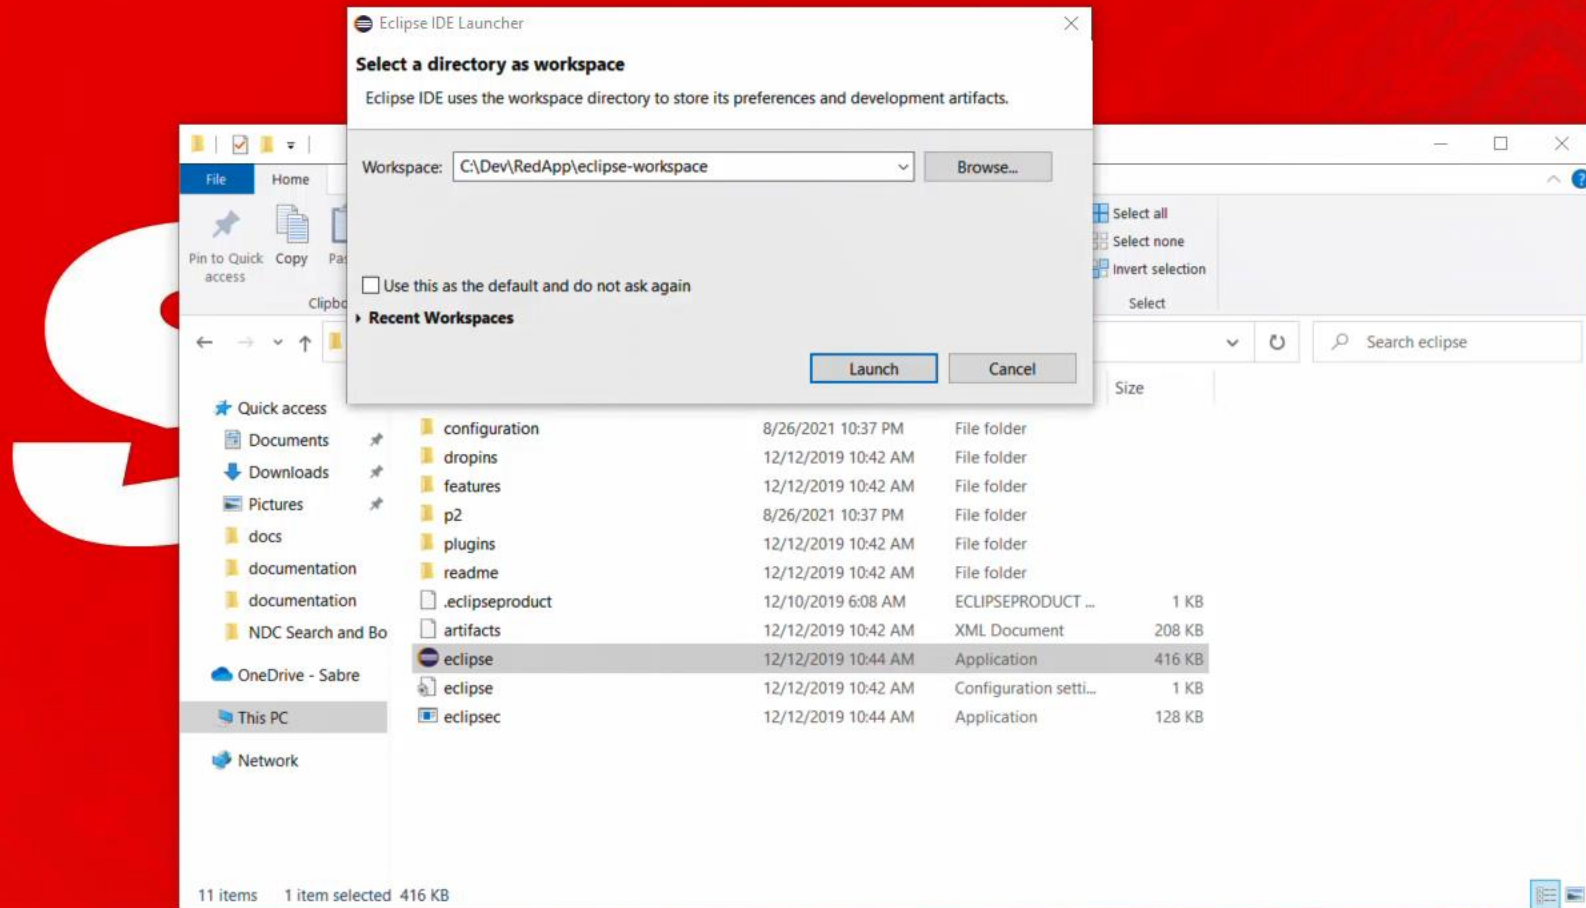 Eclipse IDE Launcher
Select a directory as workspace
Eclipse IDE uses the workspace directory to store its preferences and development artifacts.
Workspace: C:\Dev\RedApp\eclipse-workspace Browse...
Use this as the default and do not ask again
Recent Workspaces
Launch Cancel
File Home
Pin to Quick access
Copy
Clipbo
Select all
Select none
Invert selection
Select
Search eclipse
Size
Quick access
Documents
Downloads
Pictures
docs
documentation
documentation
NDC Search and Bo
OneDrive - Sabre
This PC
Network
configuration 8/26/2021 10:37 PM File folder
dropins 12/12/2019 10:42 AM File folder
features 12/12/2019 10:42 AM File folder
p2 8/26/2021 10:37 PM File folder
plugins 12/12/2019 10:42 AM File folder
readme 12/12/2019 10:42 AM File folder
.eclipseproduct 12/10/2019 6:08 AM ECLIPSEPRODUCT ... 1 KB
artifacts 12/12/2019 10:42 AM XML Document 208 KB
eclipse 12/12/2019 10:44 AM Application 416 KB
eclipse 12/12/2019 10:42 AM Configuration setti... 1 KB
eclipsec 12/12/2019 10:44 AM Application 128 KB
11 items 1 item selected 416 KB